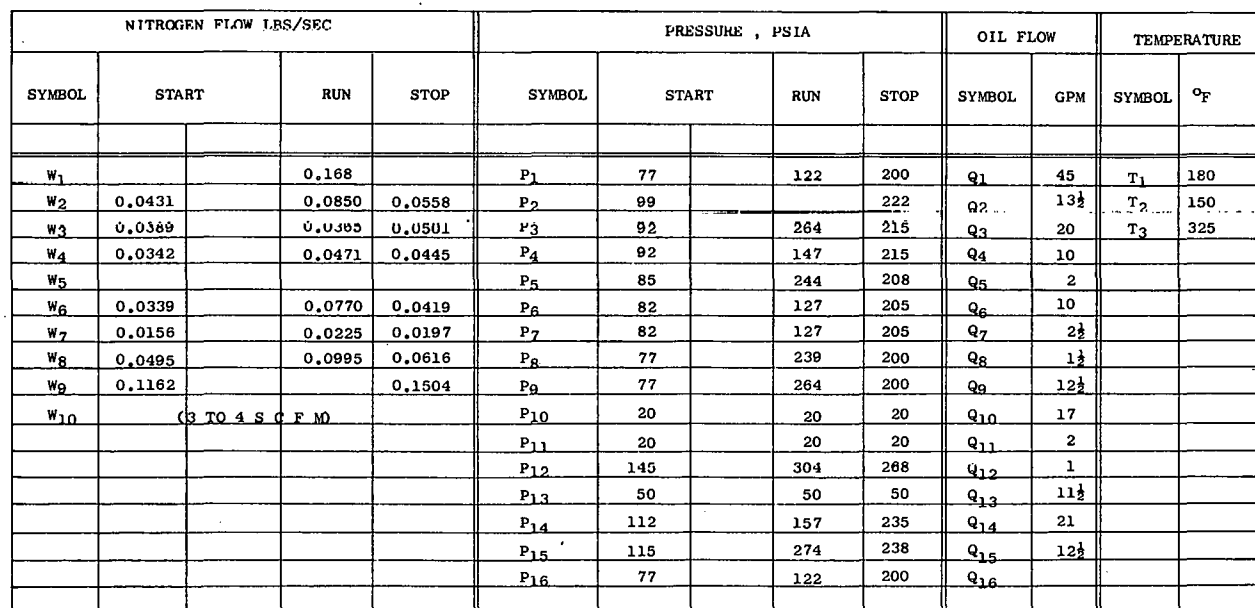 NITROGEN FLOW LBS/SEC PRESSURE , PSIA OIL FLOW TEMPERATURE
SYMBOL START RUN STOP SYMBOL START RUN STOP SYMBOL GPM SYMBOL °F
W1 0.168 P1 77 122 200 Q1 45 T1 180
W2 0.0431 0.0850 0.0558 P2 99 222 Q2 13½ T2 150
W3 0.0389 0.0365 0.0501 P3 92 264 215 Q3 20 T3 325
W4 0.0342 0.0471 0.0445 P4 92 147 215 Q4 10
W5 P5 85 244 208 Q5 2
W6 0.0339 0.0770 0.0419 P6 82 127 205 Q6 10
W7 0.0156 0.0225 0.0197 P7 82 127 205 Q7 2½
W8 0.0495 0.0995 0.0616 P8 77 239 200 Q8 1½
W9 0.1162 0.1504 P9 77 264 200 Q9 12½
W10 (3 TO 4 S C F M) P10 20 20 20 Q10 17
P11 20 20 20 Q11 2
P12 145 304 268 Q12 1
P13 50 50 50 Q13 11½
P14 112 157 235 Q14 21
P15 115 274 238 Q15 12½
P16 77 122 200 Q16